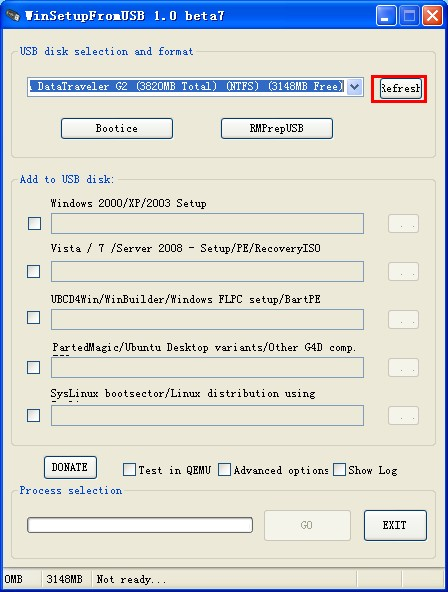 WinSetupFromUSB 1.0 beta7
USB disk selection and format
DataTraveler G2 (3820MB Total) (NTFS) (3148MB Free)
Refresh
Bootice
RMPrepUSB
Add to USB disk:
Windows 2000/XP/2003 Setup
Vista / 7 /Server 2008 - Setup/PE/RecoveryISO
UBCD4Win/WinBuilder/Windows FLPC setup/BartPE
PartedMagic/Ubuntu Desktop variants/Other G4D comp.
SysLinux bootsector/Linux distribution using
DONATE
Test in QEMU
Advanced options
Show Log
Process selection
GO
EXIT
0MB
3148MB
Not ready...